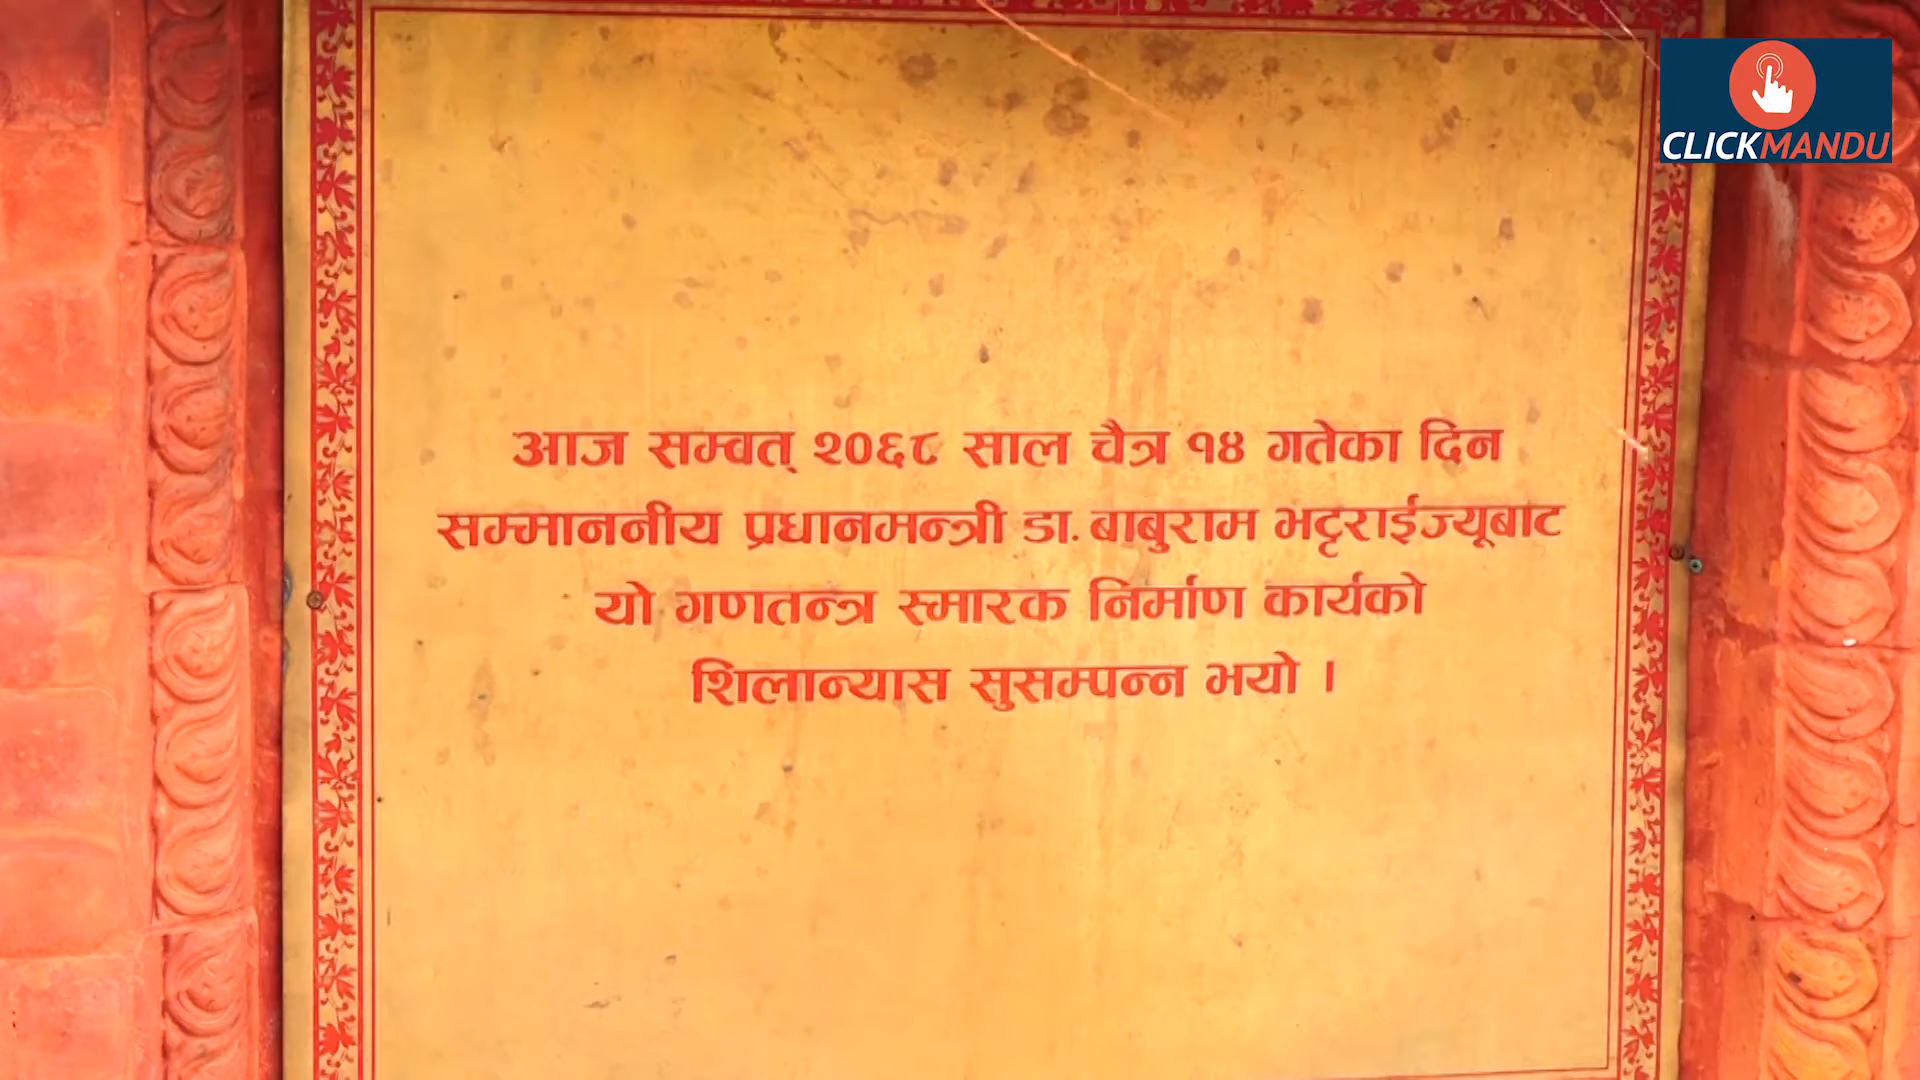 CLICKMANDU
आज सम्वत् २०६८ साल चैत्र १४ गतेका दिन
सम्माननीय प्रधानमन्त्री डा. बाबुराम भट्टराईज्यूबाट
यो गणतन्त्र स्मारक निर्माण कार्यको
शिलान्यास सुसम्पन्न भयो ।